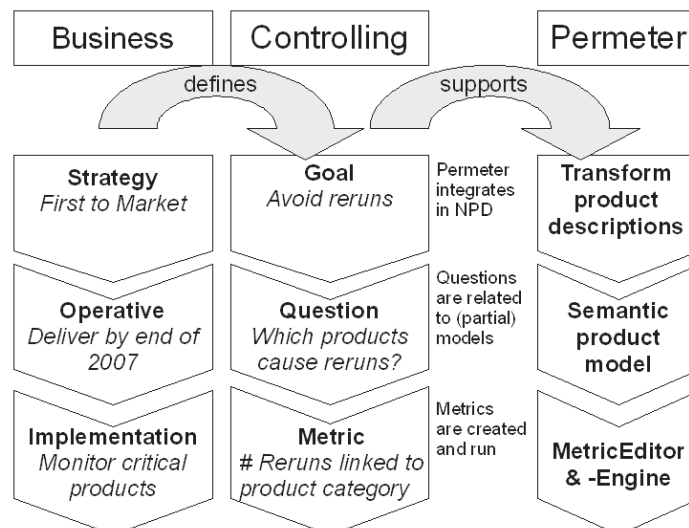 Business
Controlling
Permeter
defines
supports
Strategy
First to Market
Goal
Avoid reruns
Permeter
integrates
in NPD
Transform
product
descriptions
Operative
Deliver by end of
2007
Question
Which products
cause reruns?
Questions
are related
to (partial)
models
Semantic
product
model
Implementation
Monitor critical
products
Metric
# Reruns linked to
product category
Metrics
are created
and run
MetricEditor
& -Engine